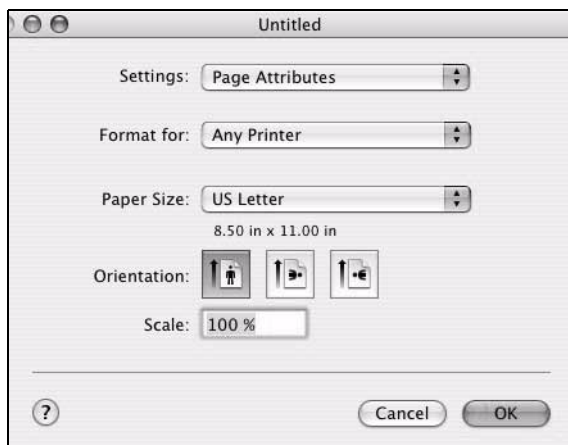 Untitled
Settings: Page Attributes
Format for: Any Printer
Paper Size: US Letter
8.50 in x 11.00 in
Orientation:
Scale: 100 %
? Cancel OK